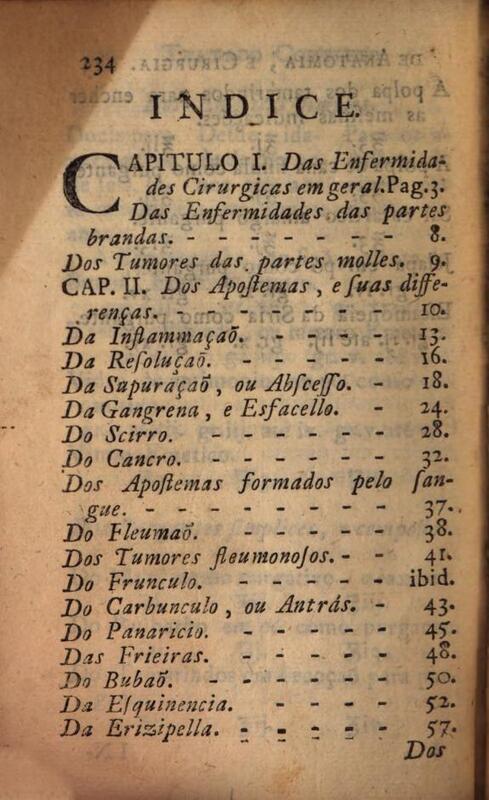 234
INDICE.
CAPITULO I. Das Enfermida-
des Cirurgicas em geral. Pag. 3.
Das Enfermidades das partes
brandas. - - - - - - - 8.
Dos Tumores das partes molles. 9.
CAP. II. Dos Apoſtemas, e ſuas diffe-
renças. - - - - - - - 10.
Da Inflammaçaõ. - - - - - 13.
Da Reſoluçaõ. - - - - - 16.
Da Sapuraçaõ, ou Abſceſſo. - 18.
Da Gangrena, e Esfacello. - 24.
Do Scirro. - - - - - - 28.
Do Cancro. - - - - - - 32.
Dos Apoſtemas formados pelo ſan-
gue. - - - - - - - - 37.
Do Fleumaõ. - - - - - 38.
Dos Tumores fleumonoſos. - - 41.
Do Frunculo. - - - - - ibid.
Do Carbunculo, ou Antrás. - 43.
Do Panaricio. - - - - - 45.
Das Frieiras. - - - - - 48.
Do Bubaõ. - - - - - - 50.
Da Eſquinencia. - - - - 52.
Da Erizipella. - - - - - 57.
Dos